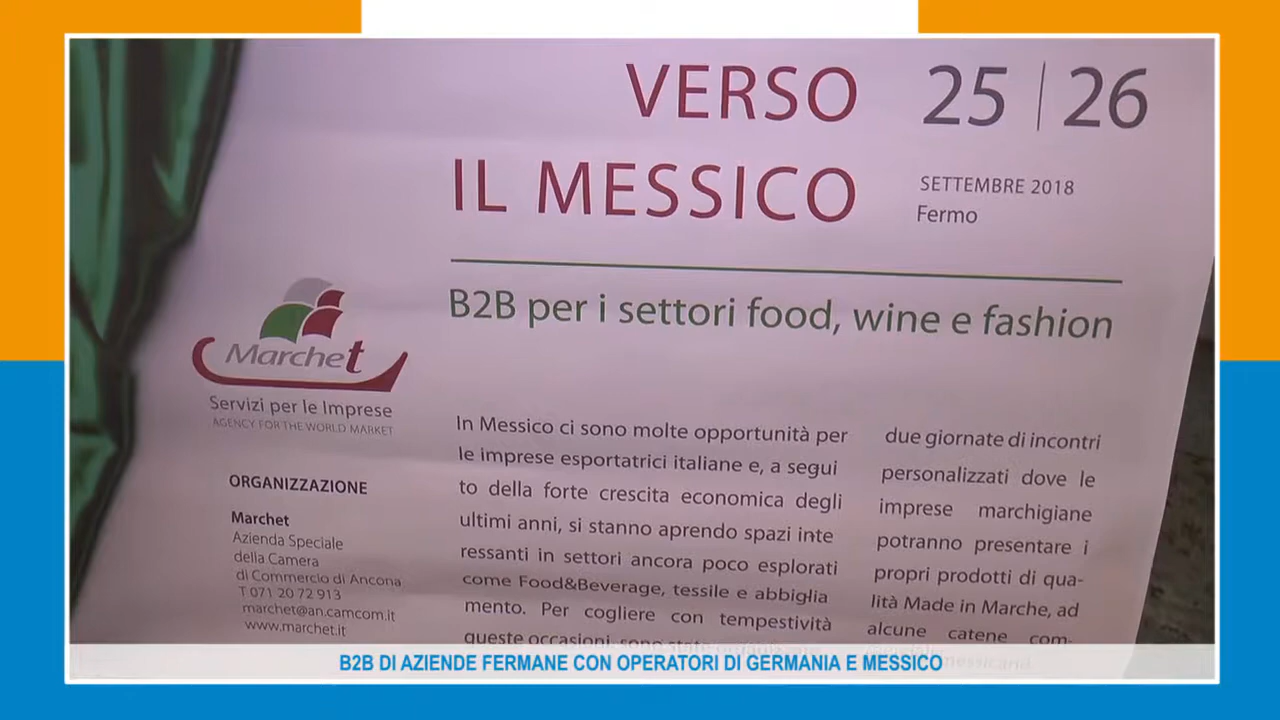 VERSO
IL MESSICO
25 | 26
SETTEMBRE 2018
Fermo
B2B per i settori food, wine e fashion
Marchet
Servizi per le Imprese
AGENCY FOR THE WORLD MARKET
ORGANIZZAZIONE
Marchet
Azienda Speciale
della Camera
di Commercio di Ancona
T 071 20 72 913
marchet@an.camcom.it
www.marchet.it
In Messico ci sono molte opportunità per
le imprese esportatrici italiane e, a segui
to della forte crescita economica degli
ultimi anni, si stanno aprendo spazi inte
ressanti in settori ancora poco esplorati
come Food&Beverage, tessile e abbiglia
mento. Per cogliere con tempestività
queste occasioni, sono state
due giornate di incontri
personalizzati dove le
imprese marchigiane
potranno presentare i
propri prodotti di qua-
lità Made in Marche, ad
alcune catene com-
B2B DI AZIENDE FERMANE CON OPERATORI DI GERMANIA E MESSICO